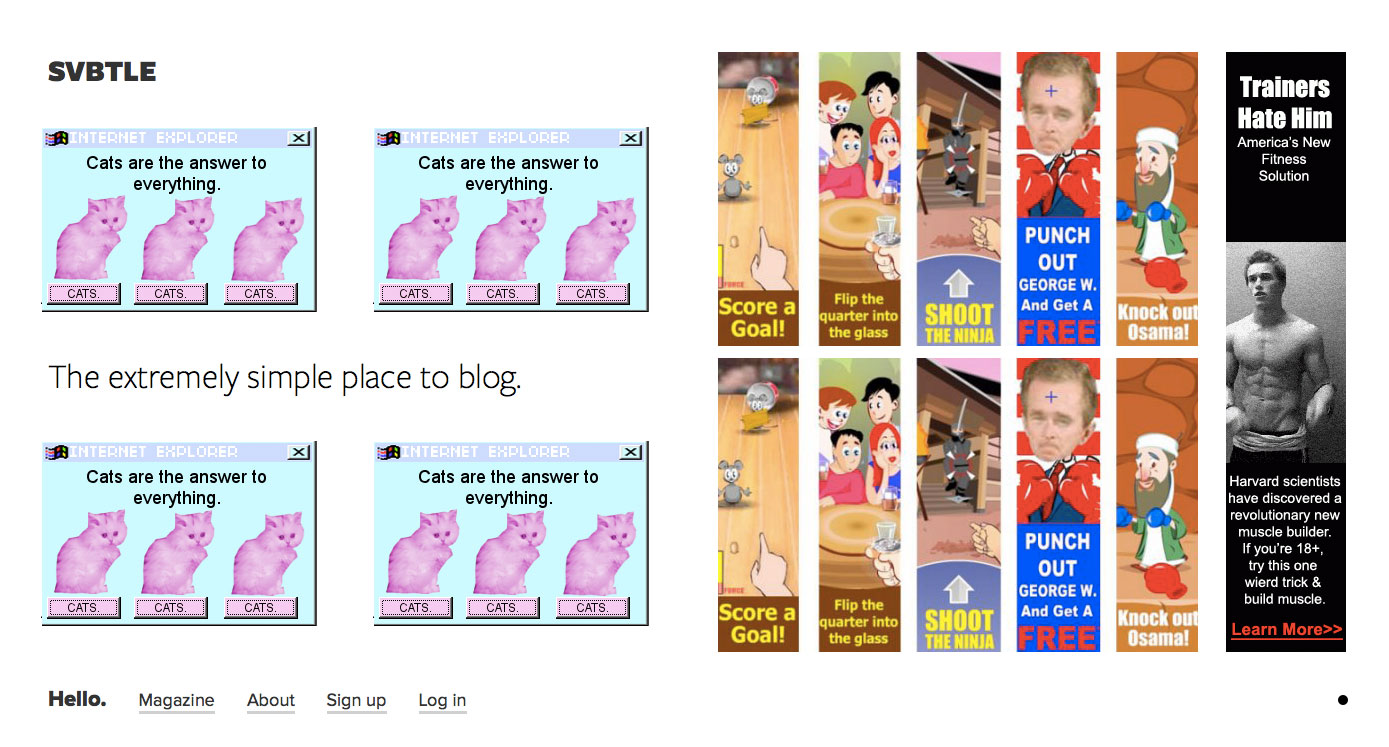 SVBTLE
INTERNET EXPLORER
Cats are the answer to
everything.
CATS.
CATS.
CATS.
INTERNET EXPLORER
Cats are the answer to
everything.
CATS.
CATS.
CATS.
The extremely simple place to blog.
INTERNET EXPLORER
Cats are the answer to
everything.
CATS.
CATS.
CATS.
INTERNET EXPLORER
Cats are the answer to
everything.
CATS.
CATS.
CATS.
Score a
Goal!
Flip the
quarter into
the glass
SHOOT
THE NINJA
PUNCH
OUT
GEORGE W.
And Get A
FREE
Knock out
Osama!
Score a
Goal!
Flip the
quarter into
the glass
SHOOT
THE NINJA
PUNCH
OUT
GEORGE W.
And Get A
FREE
Knock out
Osama!
Trainers
Hate Him
America's New
Fitness
Solution
Harvard scientists
have discovered a
revolutionary new
muscle builder.
If you're 18+,
try this one
wierd trick &
build muscle.
Learn More>>
Hello. Magazine About Sign up Log in